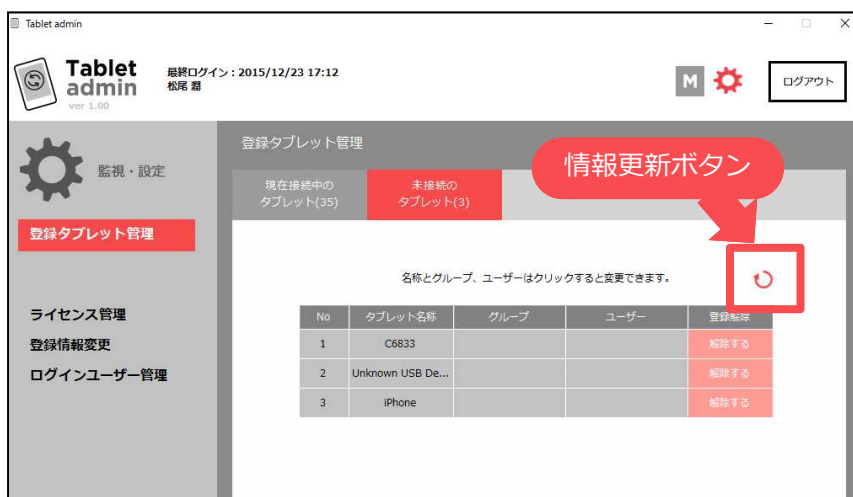 Tablet admin
Tablet
admin
ver 1.00
最終ログイン：2015/12/23 17:12
松尾 潤
M
ログアウト
監視・設定
登録タブレット管理
ライセンス管理
登録情報変更
ログインユーザー管理
登録タブレット管理
現在接続中の
タブレット(35)
未接続の
タブレット(3)
情報更新ボタン
名称とグループ、ユーザーはクリックすると変更できます。
No タブレット名称 グループ ユーザー 登録解除
1 C6833 解除する
2 Unknown USB De... 解除する
3 iPhone 解除する